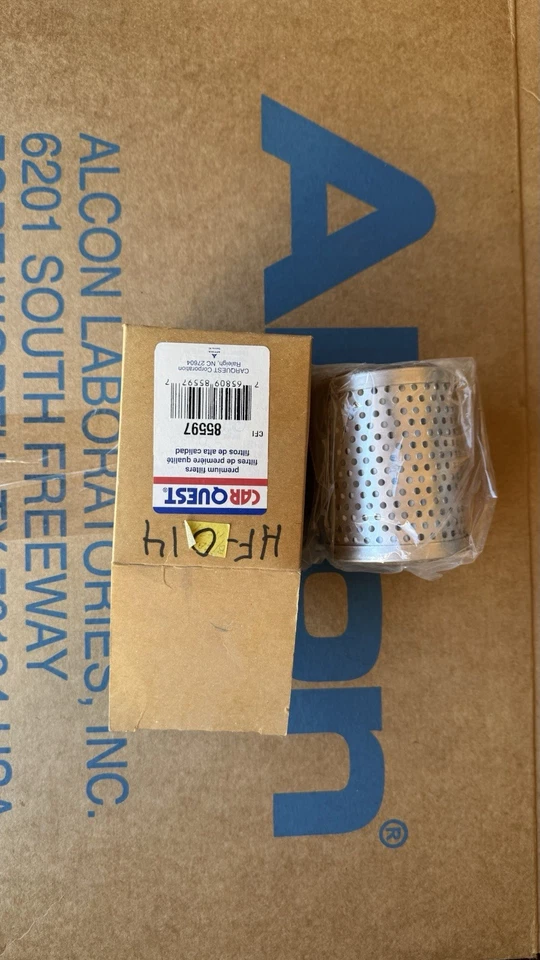 Alcon®
ALCON LABORATORIES, INC.
6201 SOUTH FREEWAY
CARQUEST®
premium filters
filtres de première qualité
filtros de alta calidad
85597
CFI
7 65809 85597 7
CARQUEST Corporation
Raleigh, NC 27604
HF-014